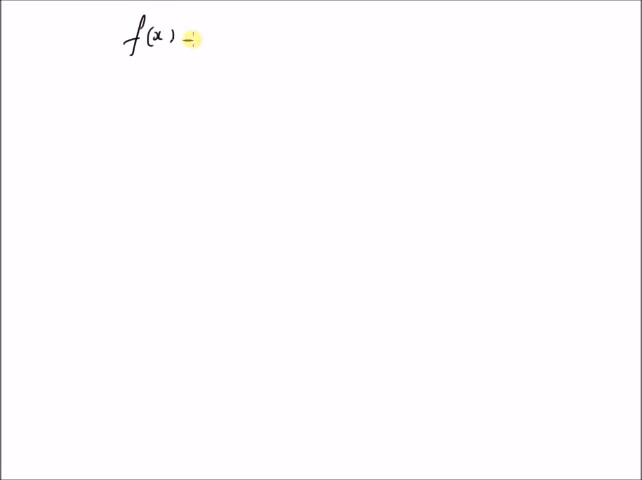 f(x) =